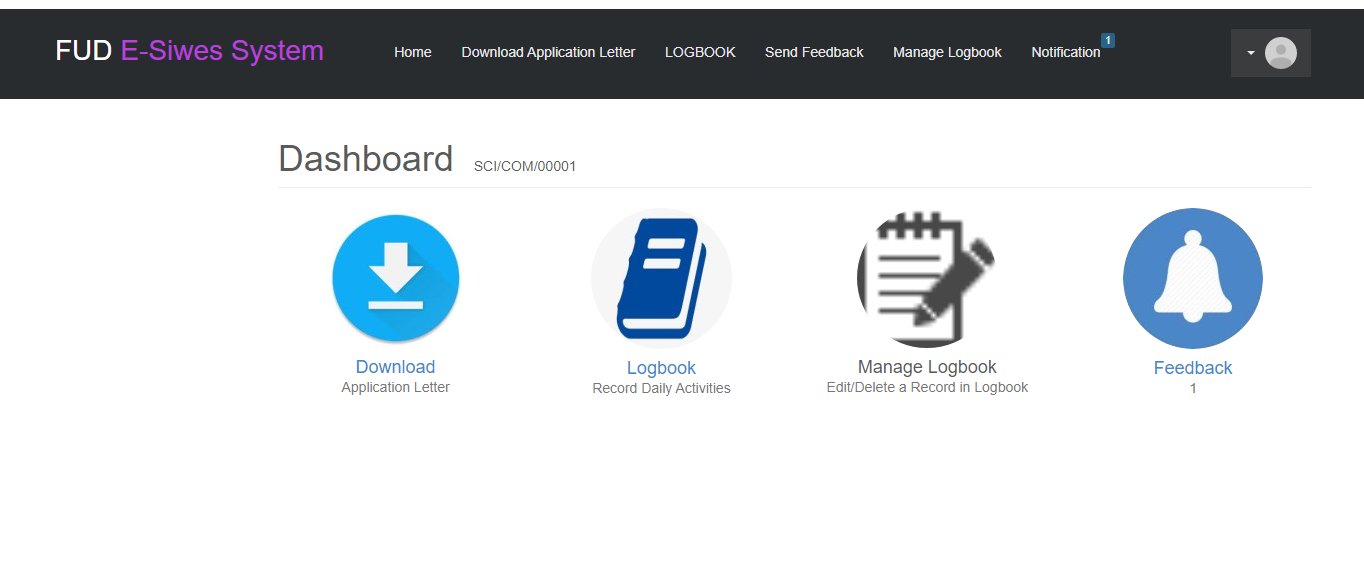 FUD E-Siwes System
Home Download Application Letter LOGBOOK Send Feedback Manage Logbook Notification 1
Dashboard SCI/COM/00001
Download Logbook Manage Logbook Feedback
Application Letter Record Daily Activities Edit/Delete a Record in Logbook 1